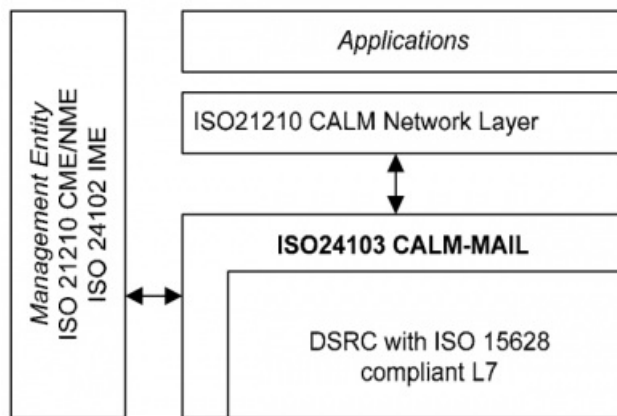 Management Entity
ISO 21210 CME/NME
ISO 24102 IME
Applications
ISO21210 CALM Network Layer
ISO24103 CALM-MAIL
DSRC with ISO 15628
compliant L7